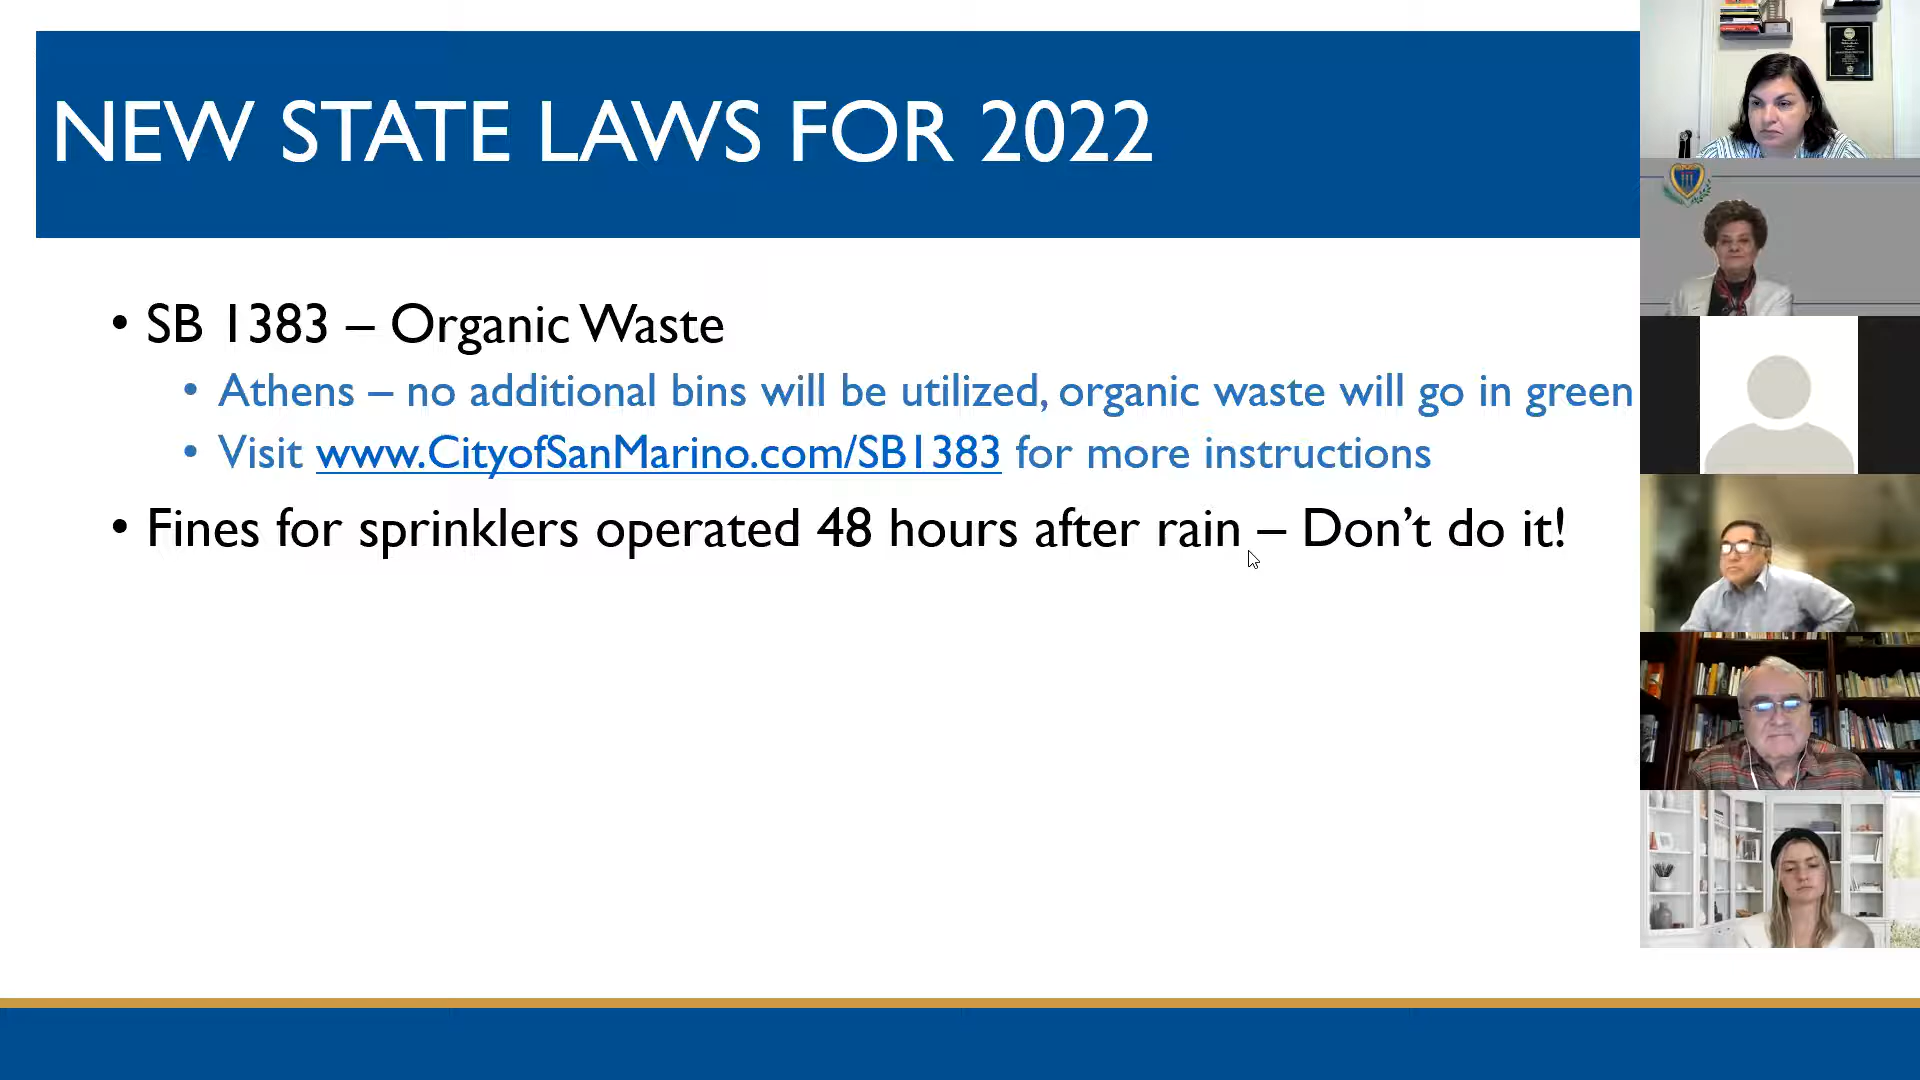 NEW STATE LAWS FOR 2022
• SB 1383 – Organic Waste
• Athens – no additional bins will be utilized, organic waste will go in green
• Visit www.CityofSanMarino.com/SB1383 for more instructions
• Fines for sprinklers operated 48 hours after rain – Don't do it!